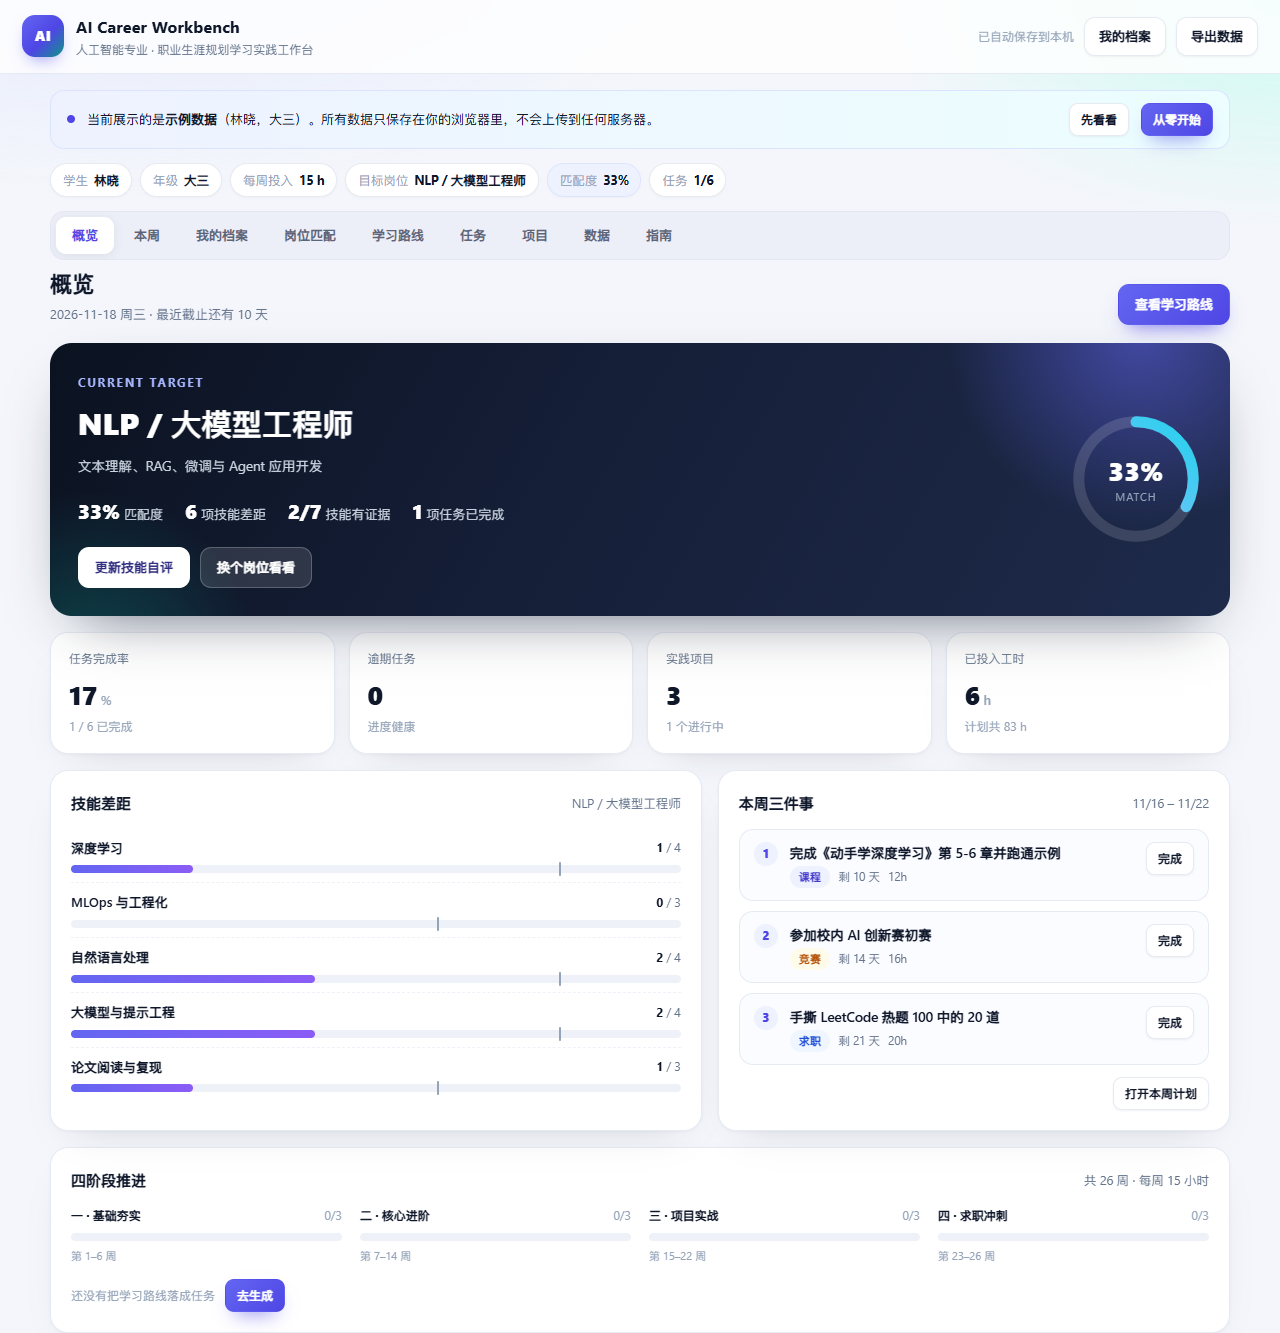 AI
AI Career Workbench
人工智能专业 · 职业生涯规划学习实践工作台
已自动保存到本机
我的档案
导出数据
当前展示的是示例数据（林晓，大三）。所有数据只保存在你的浏览器里，不会上传到任何服务器。
先看看
从零开始
学生 林晓
年级 大三
每周投入 15 h
目标岗位 NLP / 大模型工程师
匹配度 33%
任务 1/6
概览
本周
我的档案
岗位匹配
学习路线
任务
项目
数据
指南
概览
2026-11-18 周三 · 最近截止还有 10 天
查看学习路线
CURRENT TARGET
NLP / 大模型工程师
文本理解、RAG、微调与 Agent 应用开发
33% 匹配度
6 项技能差距
2/7 技能有证据
1 项任务已完成
更新技能自评
换个岗位看看
33%
MATCH
任务完成率
17 %
1 / 6 已完成
逾期任务
0
进度健康
实践项目
3
1 个进行中
已投入工时
6 h
计划共 83 h
技能差距
NLP / 大模型工程师
深度学习
1 / 4
MLOps 与工程化
0 / 3
自然语言处理
2 / 4
大模型与提示工程
2 / 4
论文阅读与复现
1 / 3
本周三件事
11/16 – 11/22
1
完成《动手学深度学习》第 5-6 章并跑通示例
课程 剩 10 天 12h
完成
2
参加校内 AI 创新赛初赛
竞赛 剩 14 天 16h
完成
3
手撕 LeetCode 热题 100 中的 20 道
求职 剩 21 天 20h
完成
打开本周计划
四阶段推进
共 26 周 · 每周 15 小时
一 · 基础夯实
0/3
第 1–6 周
二 · 核心进阶
0/3
第 7–14 周
三 · 项目实战
0/3
第 15–22 周
四 · 求职冲刺
0/3
第 23–26 周
还没有把学习路线落成任务
去生成